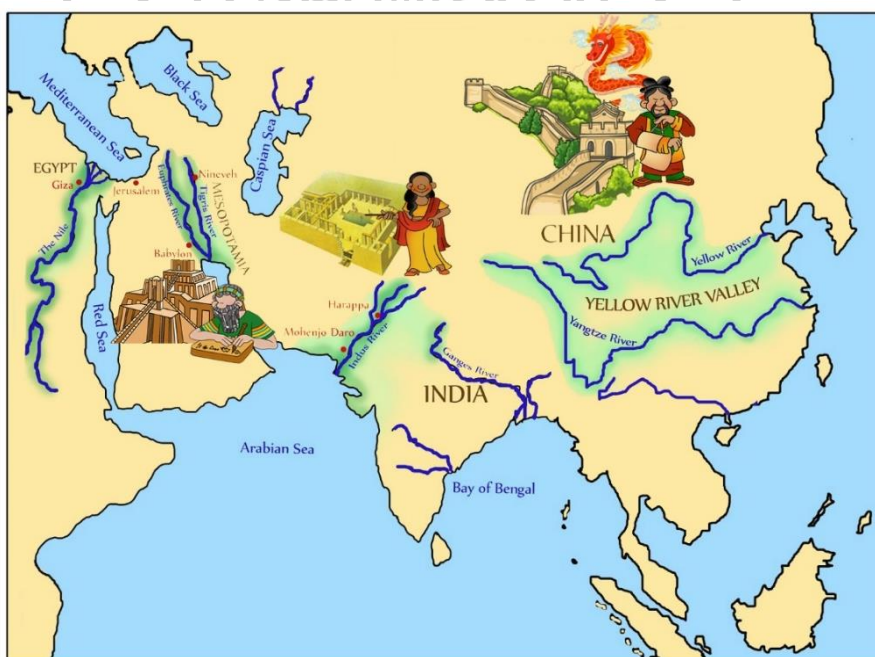 Black Sea
Mediterranean Sea
Caspian Sea
EGYPT
Giza
Jerusalem
Nineveh
Euphrates River
Tigris River
MESOPOTAMIA
The Nile
Babylon
Red Sea
CHINA
Yellow River
YELLOW RIVER VALLEY
Yangtze River
Harappa
Mohenjo Daro
Indus River
Ganges River
INDIA
Arabian Sea
Bay of Bengal